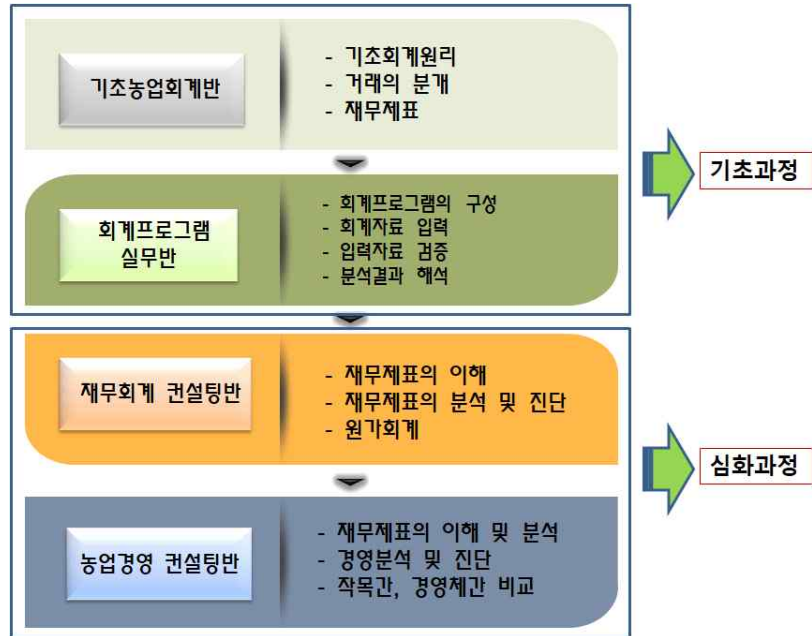 기초농업회계반
- 기초회계원리
- 거래의 분개
- 재무제표
기초과정
회계프로그램
실무반
- 회계프로그램의 구성
- 회계자료 입력
- 입력자료 검증
- 분석결과 해석
재무회계 컨설팅반
- 재무제표의 이해
- 재무제표의 분석 및 진단
- 원가회계
심화과정
농업경영 컨설팅반
- 재무제표의 이해 및 분석
- 경영분석 및 진단
- 작목간, 경영체간 비교